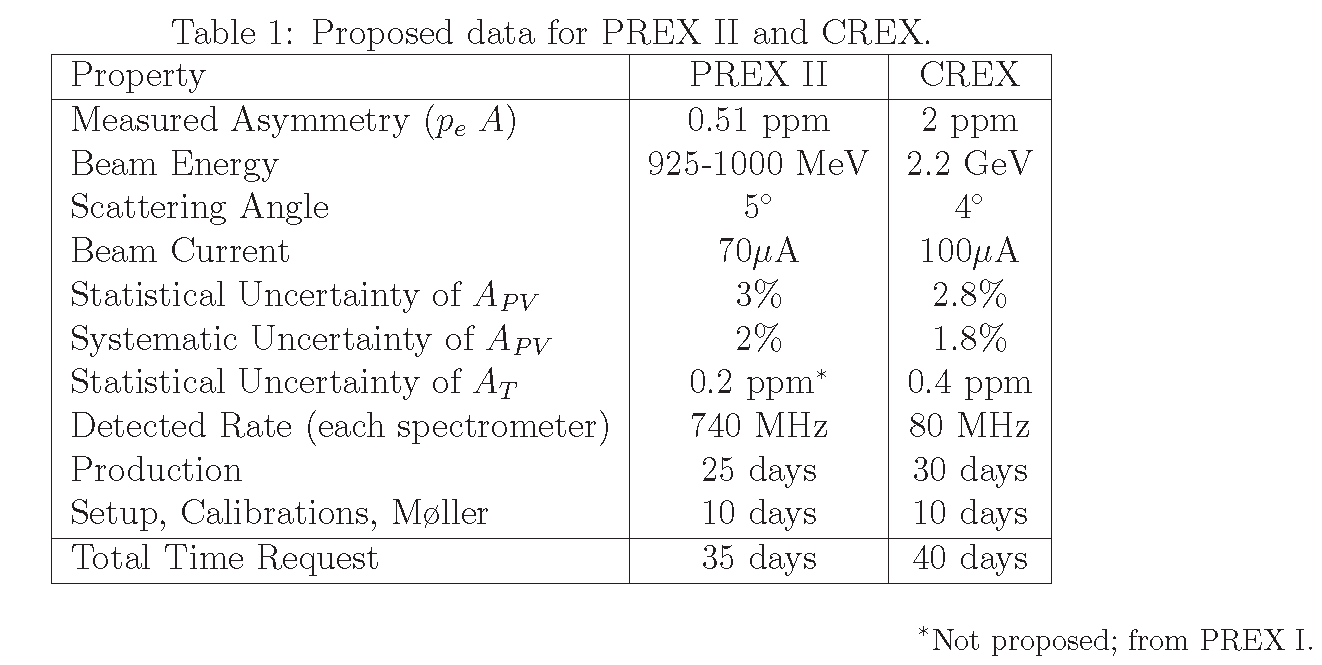 Table 1: Proposed data for PREX II and CREX.
Property PREX II CREX
Measured Asymmetry (p_e A) 0.51 ppm 2 ppm
Beam Energy 925-1000 MeV 2.2 GeV
Scattering Angle 5° 4°
Beam Current 70μA 100μA
Statistical Uncertainty of A_PV 3% 2.8%
Systematic Uncertainty of A_PV 2% 1.8%
Statistical Uncertainty of A_T 0.2 ppm* 0.4 ppm
Detected Rate (each spectrometer) 740 MHz 80 MHz
Production 25 days 30 days
Setup, Calibrations, Møller 10 days 10 days
Total Time Request 35 days 40 days
*Not proposed; from PREX I.